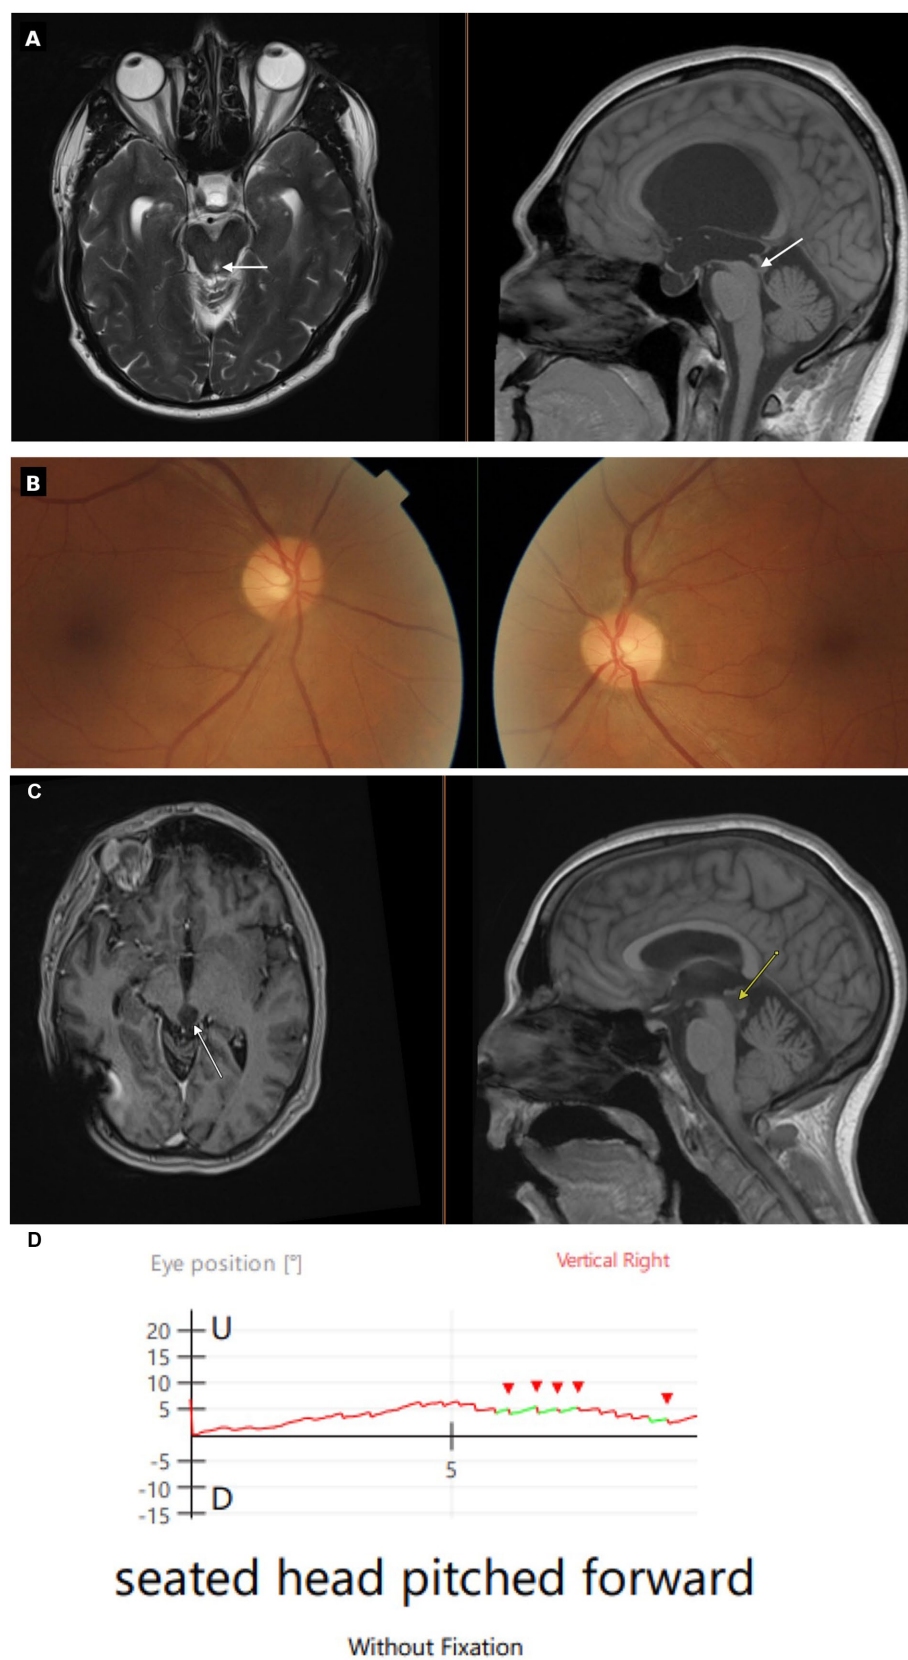 A
B
C
D
Eye position [°]
Vertical Right
20
U
15
10
5
-5
5
-10
D
-15
seated head pitched forward
Without Fixation